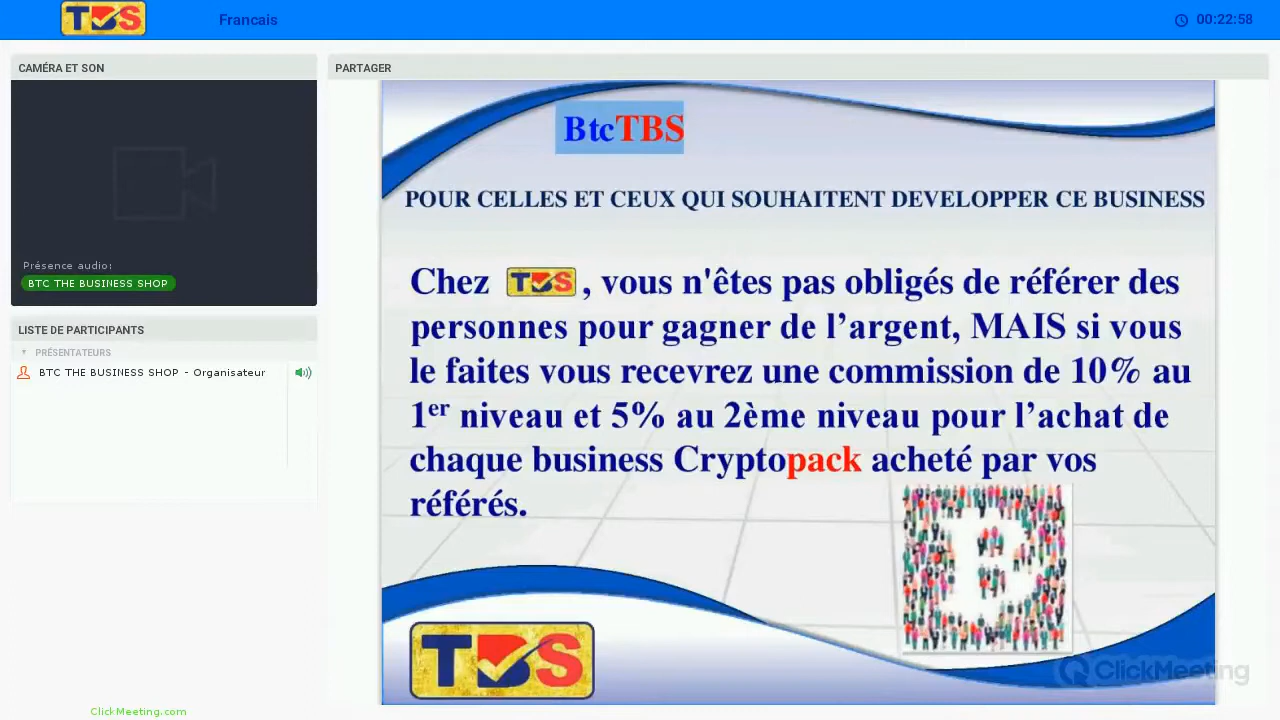 TBS
Francais
00:22:58
CAMÉRA ET SON
PARTAGER
BtcTBS
POUR CELLES ET CEUX QUI SOUHAITENT DEVELOPPER CE BUSINESS
Présence audio:
BTC THE BUSINESS SHOP
LISTE DE PARTICIPANTS
PRÉSENTATEURS
BTC THE BUSINESS SHOP - Organisateur
Chez TBS , vous n'êtes pas obligés de référer des
personnes pour gagner de l’argent, MAIS si vous
le faites vous recevrez une commission de 10% au
1er niveau et 5% au 2ème niveau pour l’achat de
chaque business Cryptopack acheté par vos
référés.
TBS
ClickMeeting
ClickMeeting.com